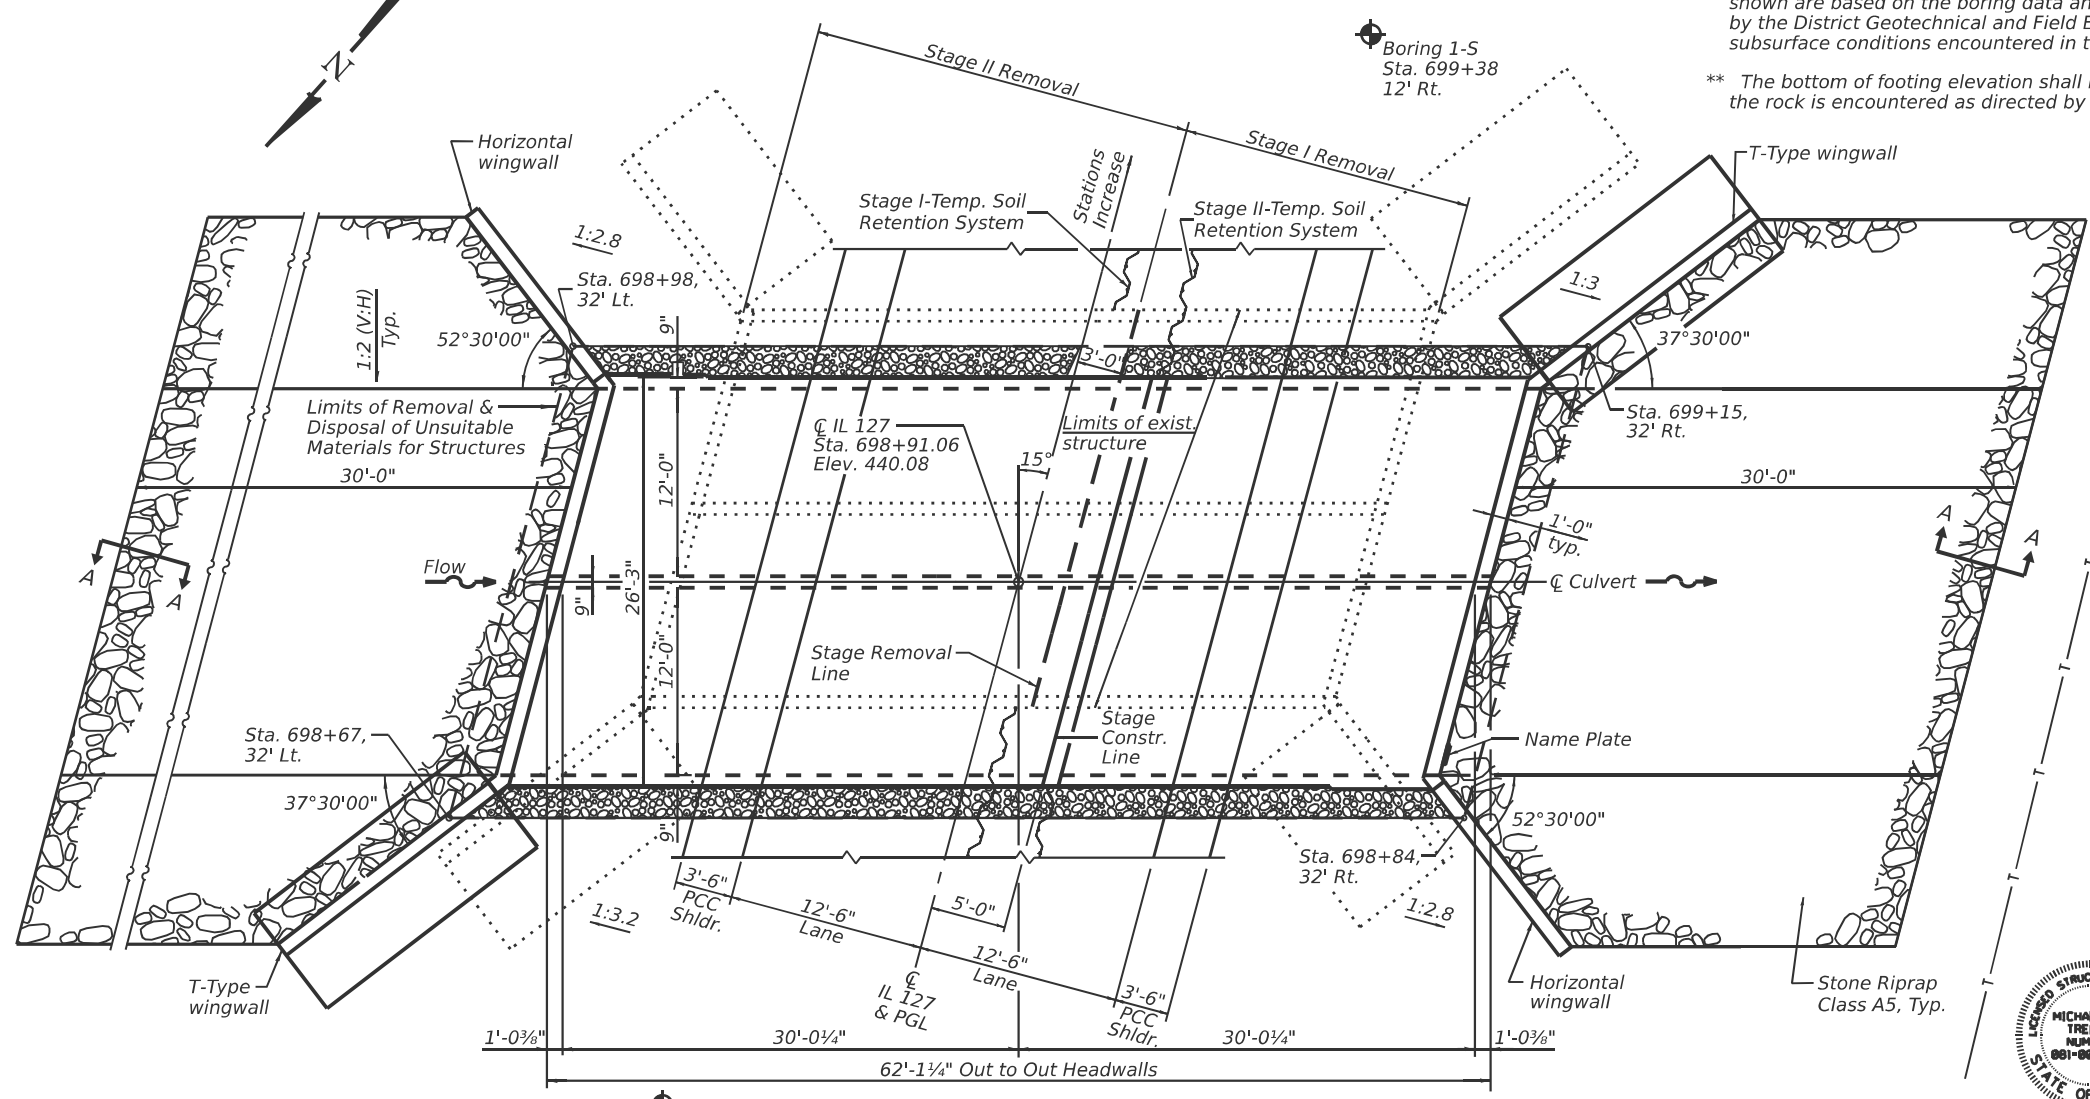 shown are based on the boring data an
by the District Geotechnical and Field E
subsurface conditions encountered in t
** The bottom of footing elevation shall
the rock is encountered as directed by
N
Boring 1-S
Sta. 699+38
12' Rt.
Stage II Removal
Stage I Removal
Horizontal
wingwall
T-Type wingwall
Stations
Increase
Stage I-Temp. Soil
Retention System
Stage II-Temp. Soil
Retention System
1:2.8
Sta. 698+98,
32' Lt.
1:3
1:2 (V:H)
Typ.
52°30'00"
9"
3'-0"
37°30'00"
Limits of Removal &
Disposal of Unsuitable
Materials for Structures
℄ IL 127
Sta. 698+91.06
Elev. 440.08
Limits of exist.
structure
Sta. 699+15,
32' Rt.
15°
30'-0"
12'-0"
30'-0"
1'-0"
typ.
A
A
A
A
Flow
9"
26'-3"
℄ Culvert
12'-0"
Stage Removal
Line
Stage
Constr.
Line
Name Plate
Sta. 698+67,
32' Lt.
37°30'00"
52°30'00"
9"
Sta. 698+84,
32' Rt.
3'-6"
PCC
Shldr.
12'-6"
Lane
5'-0"
12'-6"
Lane
3'-6"
PCC
Shldr.
1:3.2
1:2.8
℄
IL 127
& PGL
T-Type
wingwall
Horizontal
wingwall
Stone Riprap
Class A5, Typ.
1'-0⅜"
30'-0¼"
30'-0¼"
1'-0⅜"
62'-1¼" Out to Out Headwalls
T
T
T
T
T
LICENSED STRUC
MICHA
TRE
NUM
081-00
STATE OF